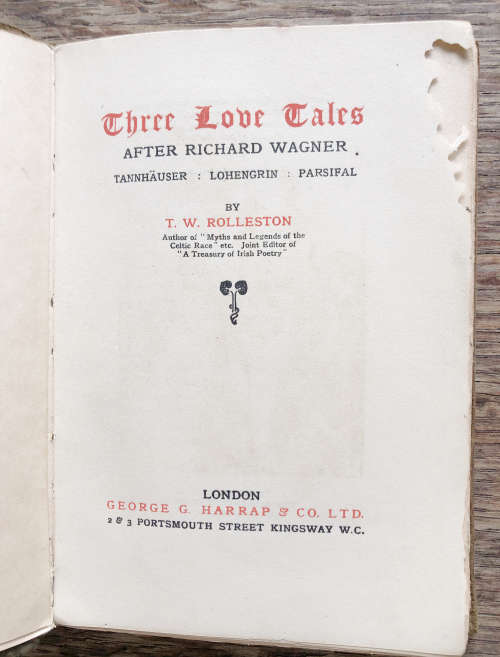 Three Love Tales
AFTER RICHARD WAGNER.
TANNHÄUSER : LOHENGRIN : PARSIFAL
BY
T. W. ROLLESTON
Author of "Myths and Legends of the
Celtic Race" etc. Joint Editor of
"A Treasury of Irish Poetry"
LONDON
GEORGE G. HARRAP & CO. LTD.
2 & 3 PORTSMOUTH STREET KINGSWAY W.C.